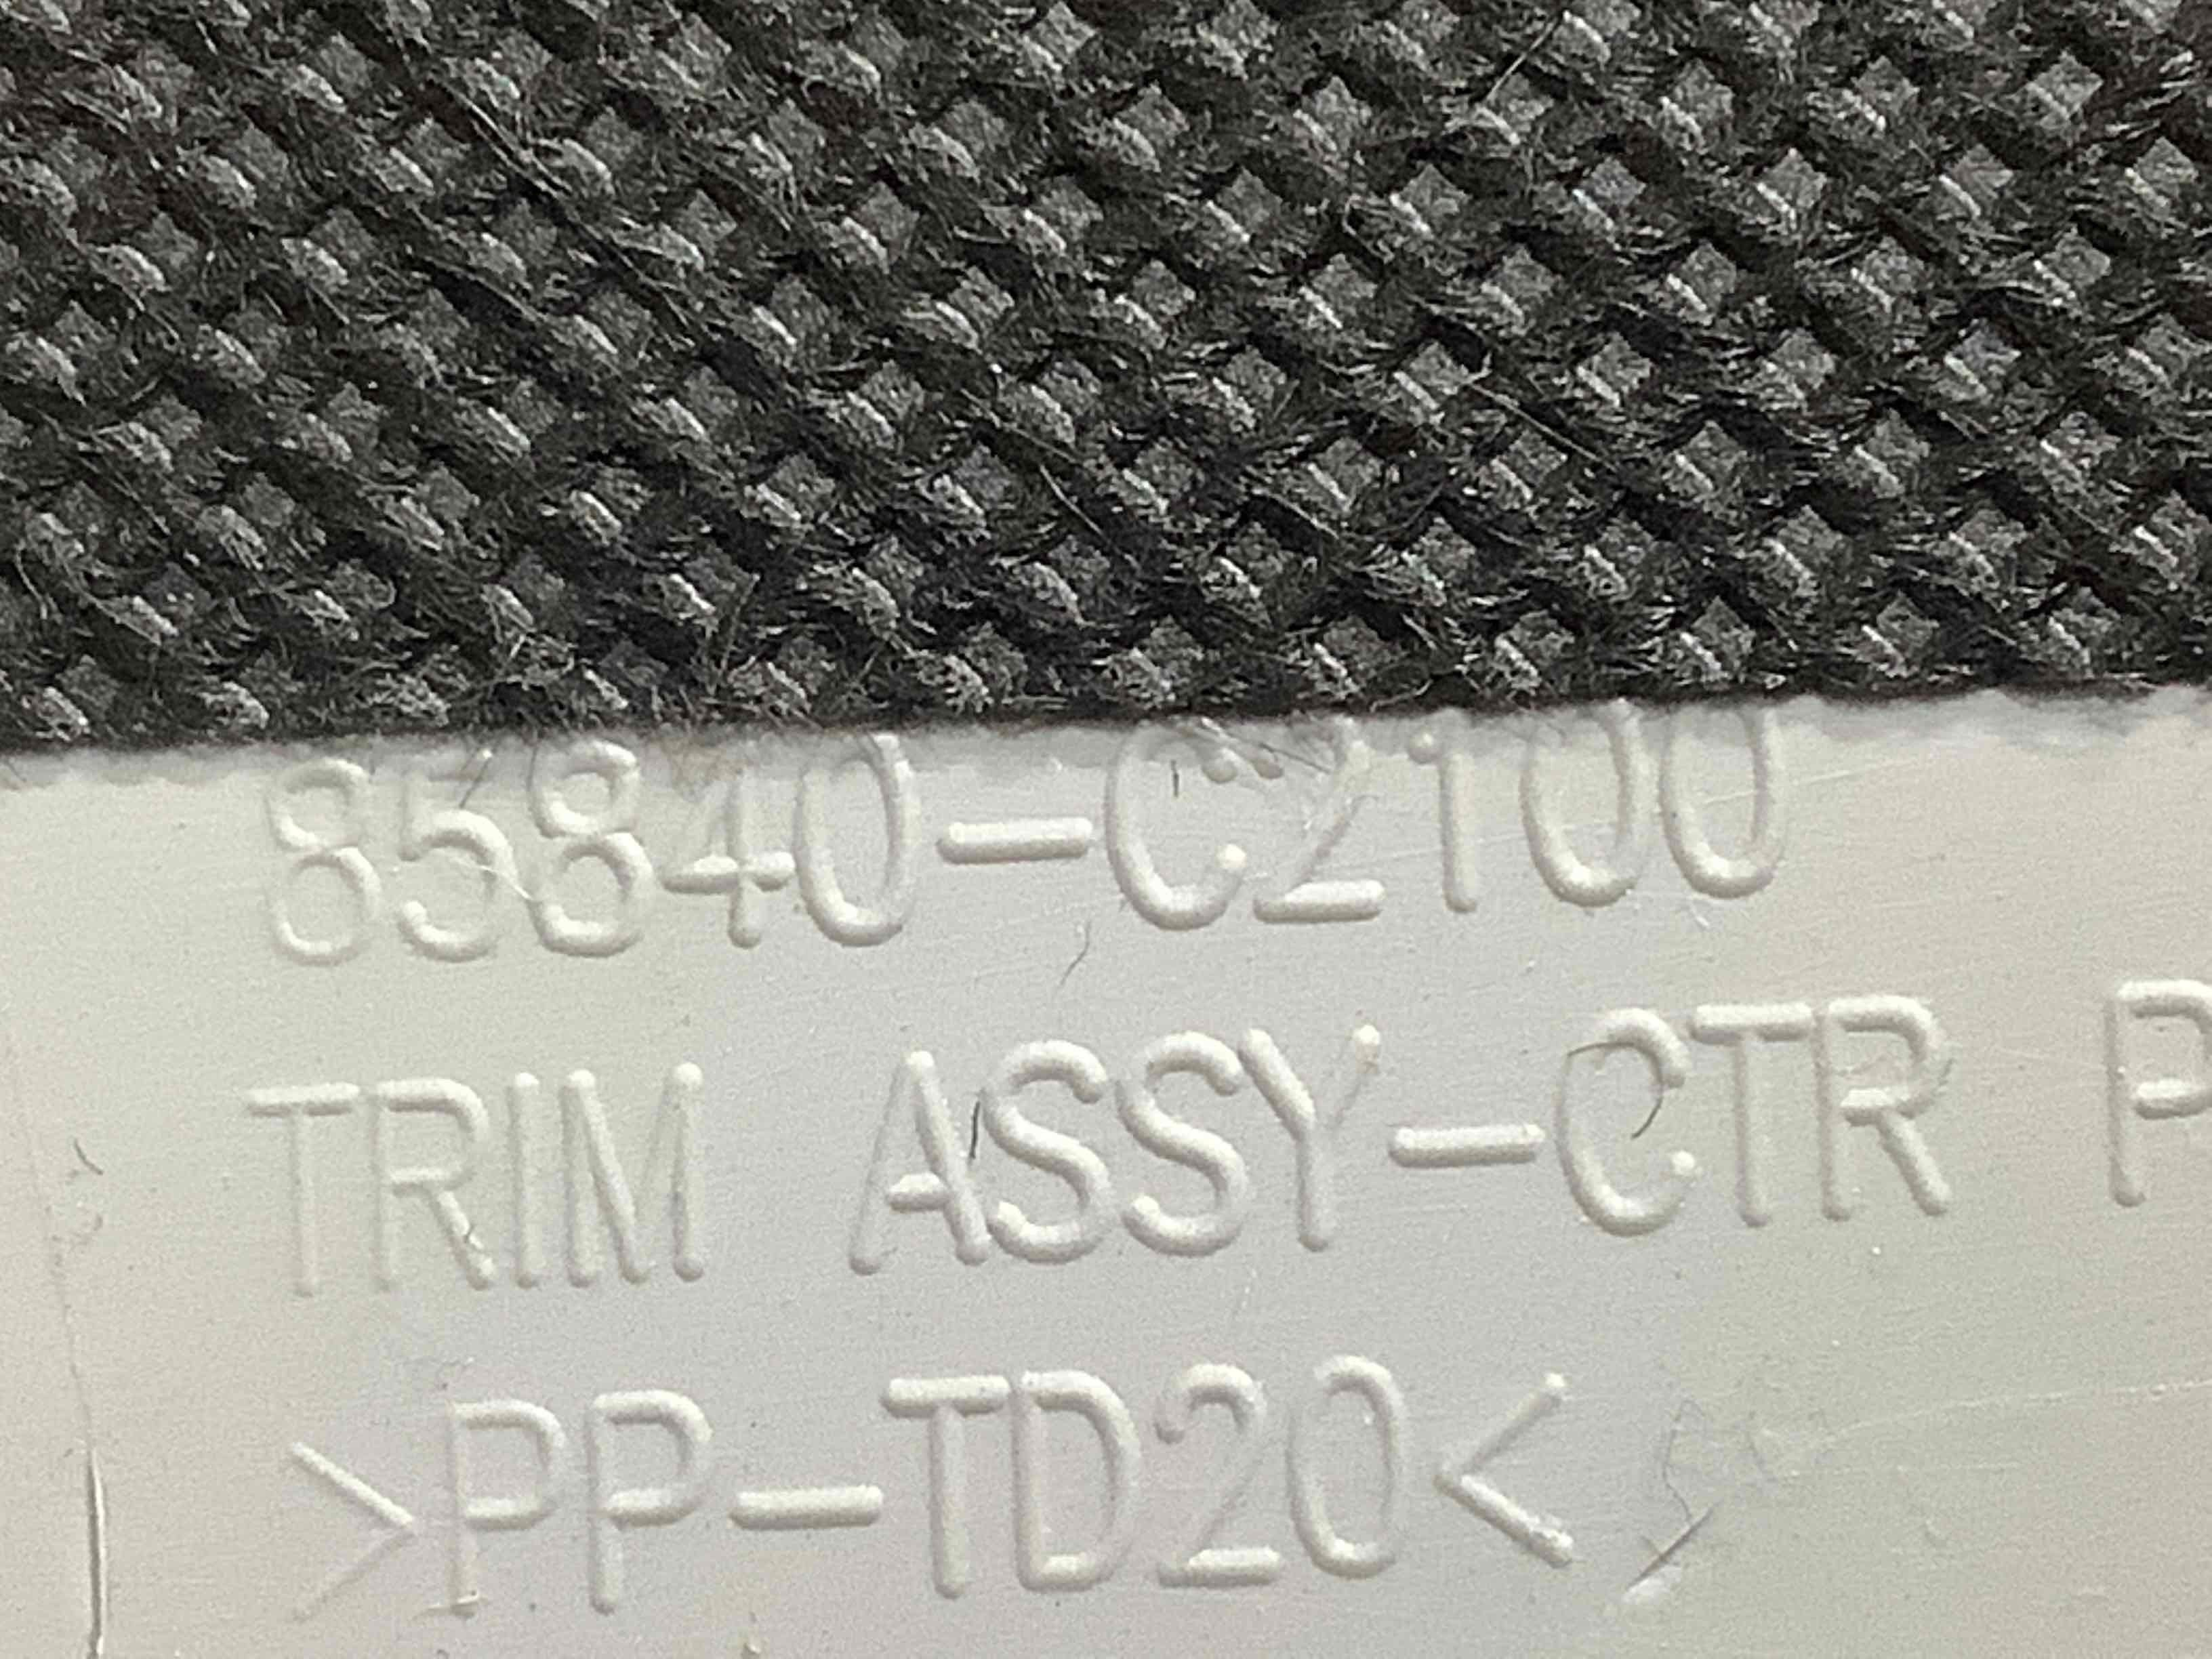 85840-C2100
TRIM ASSY-CTR P
>PP-TD20<